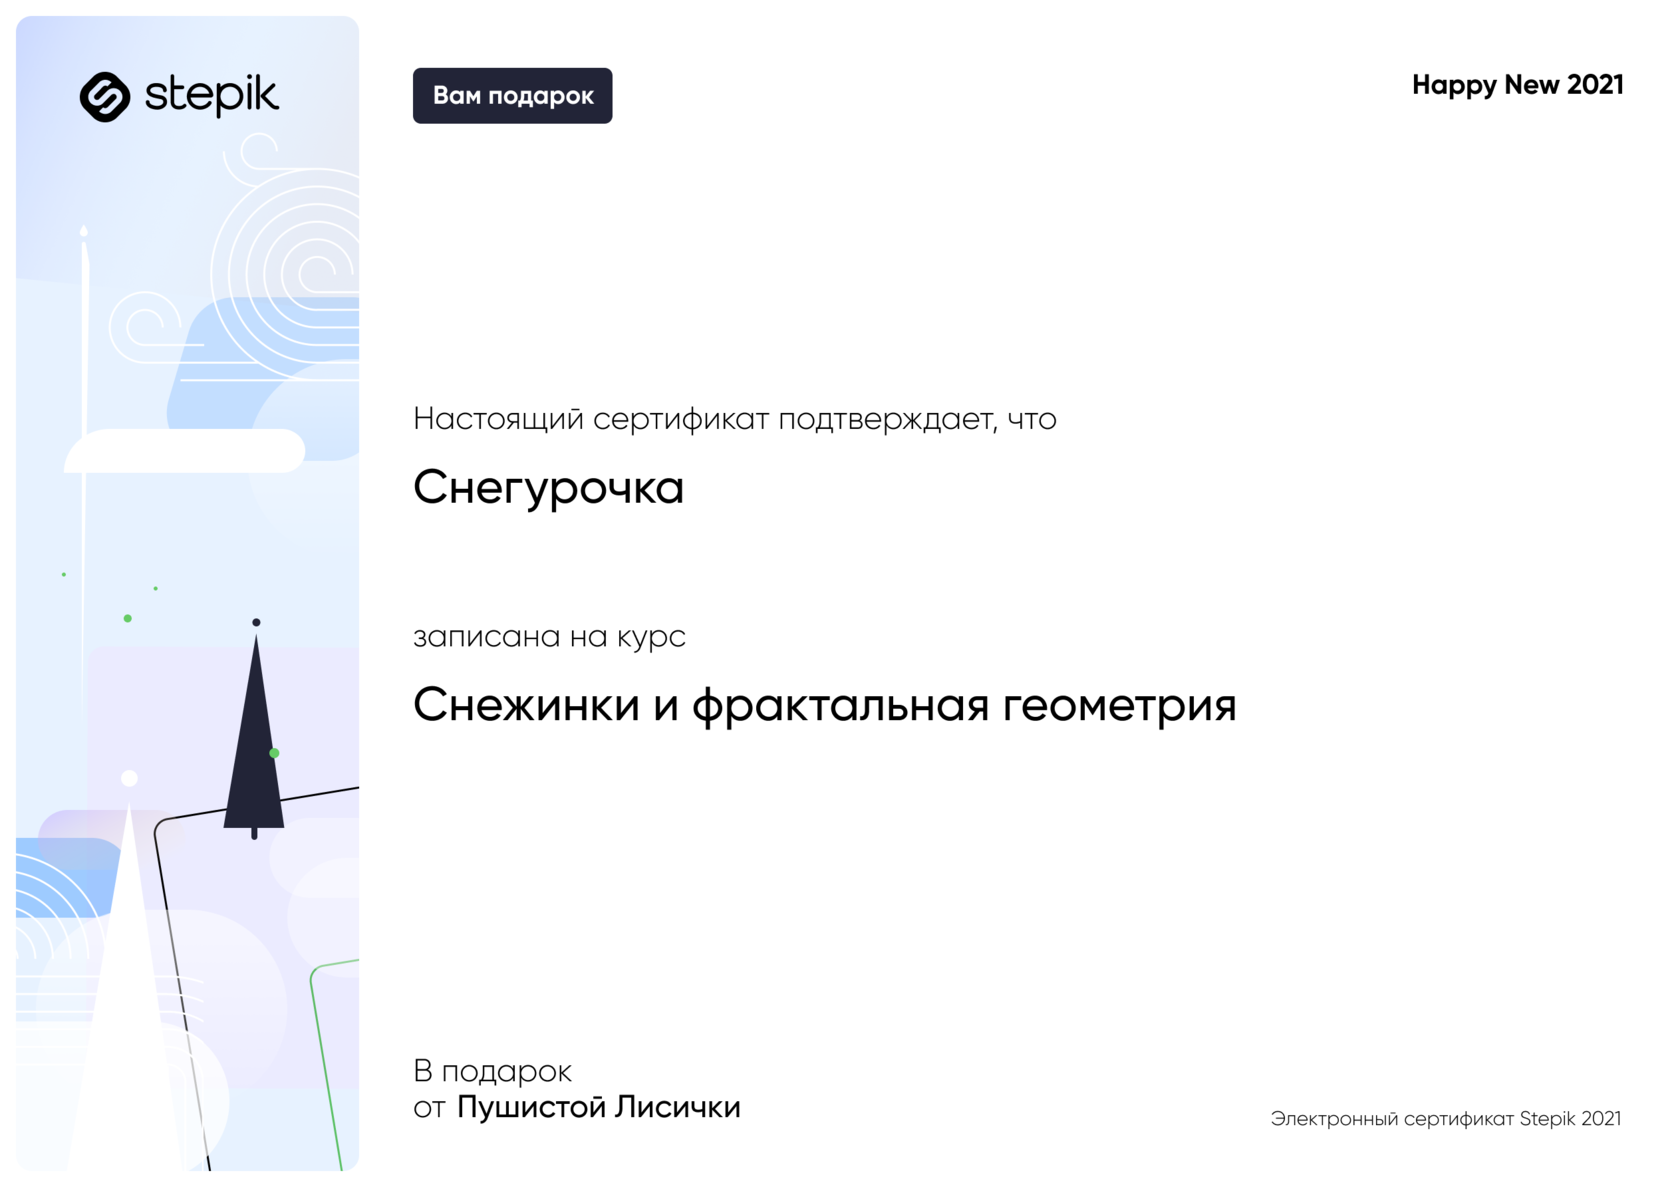 stepik
Вам подарок
Happy New 2021
Настоящий сертификат подтверждает, что
Снегурочка
записана на курс
Снежинки и фрактальная геометрия
В подарок
от Пушистой Лисички
Электронный сертификат Stepik 2021